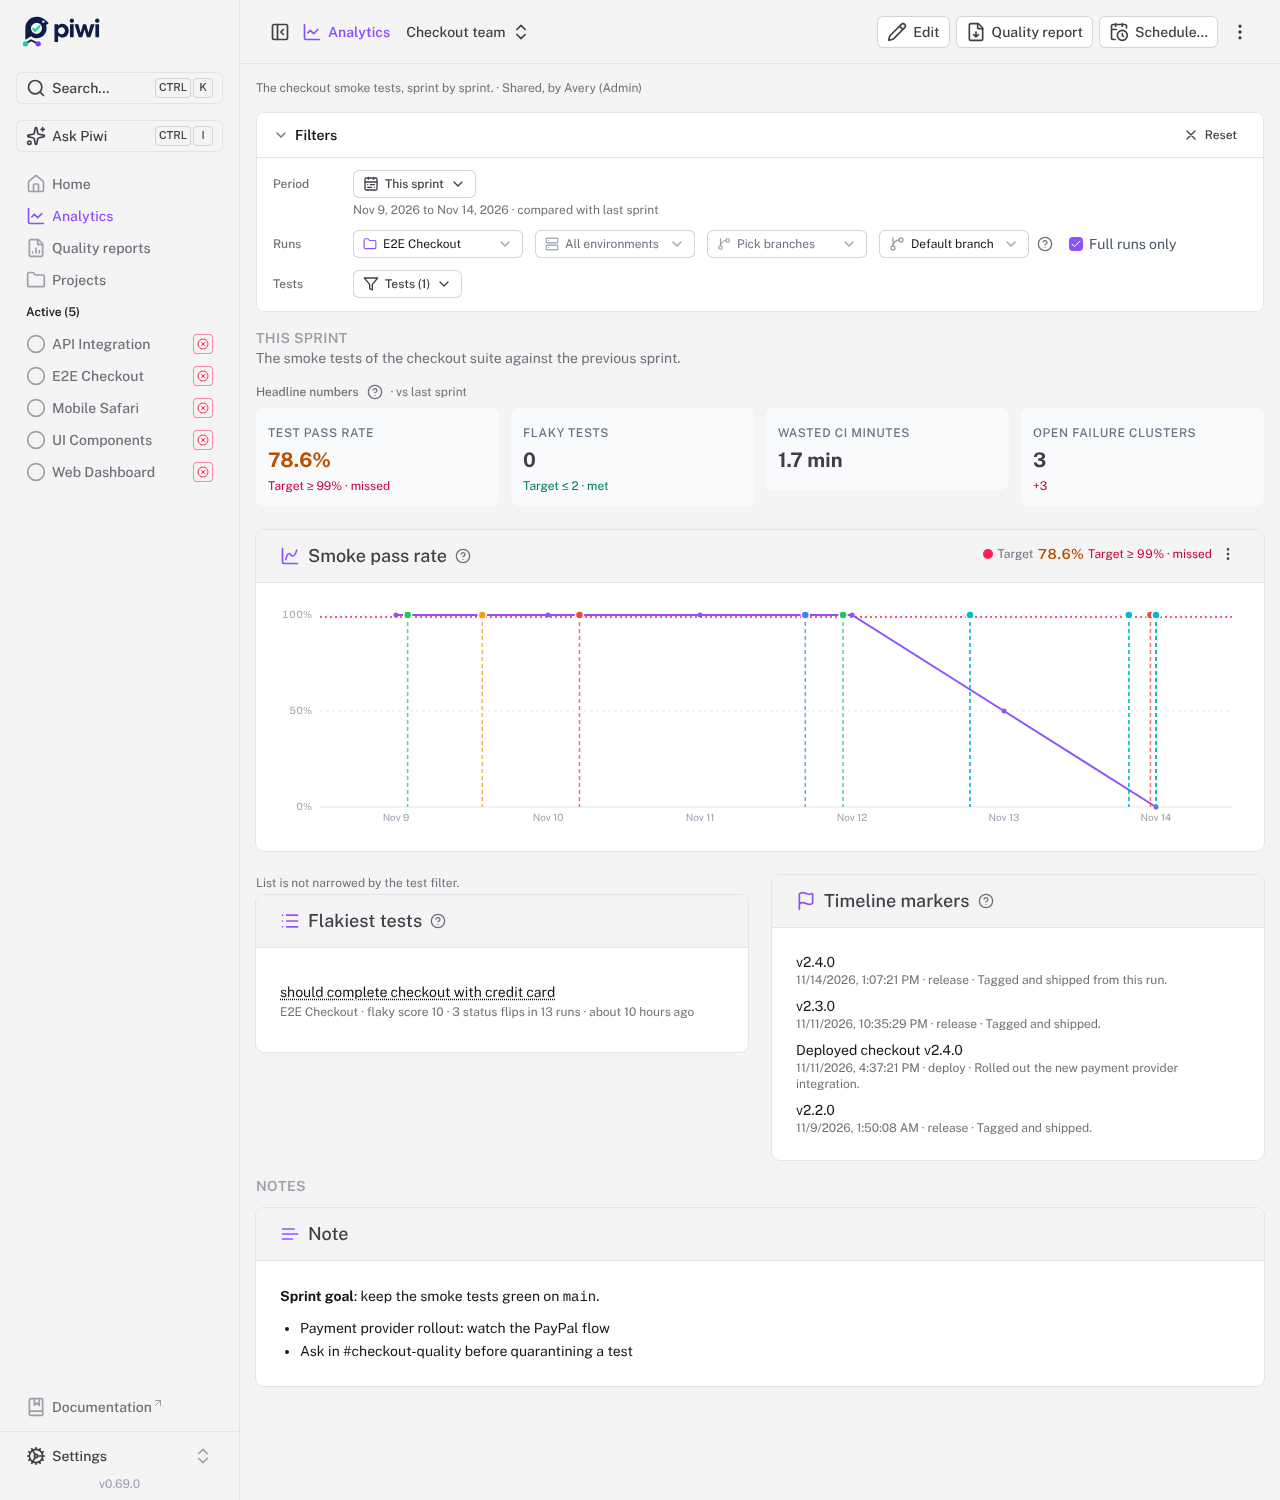 piwi
Search... CTRL K
Ask Piwi CTRL I
Home
Analytics
Quality reports
Projects
Active (5)
API Integration
E2E Checkout
Mobile Safari
UI Components
Web Dashboard
Documentation
Settings
v0.69.0
Analytics Checkout team
Edit Quality report Schedule...
The checkout smoke tests, sprint by sprint. · Shared, by Avery (Admin)
Filters Reset
Period This sprint
Nov 9, 2026 to Nov 14, 2026 · compared with last sprint
Runs E2E Checkout All environments Pick branches Default branch Full runs only
Tests Tests (1)
THIS SPRINT
The smoke tests of the checkout suite against the previous sprint.
Headline numbers · vs last sprint
TEST PASS RATE
78.6%
Target ≥ 99% · missed
FLAKY TESTS
0
Target ≤ 2 · met
WASTED CI MINUTES
1.7 min
OPEN FAILURE CLUSTERS
3
+3
Smoke pass rate Target 78.6% Target ≥ 99% · missed
100%
50%
0%
Nov 9 Nov 10 Nov 11 Nov 12 Nov 13 Nov 14
List is not narrowed by the test filter.
Flakiest tests
should complete checkout with credit card
E2E Checkout · flaky score 10 · 3 status flips in 13 runs · about 10 hours ago
Timeline markers
v2.4.0
11/14/2026, 1:07:21 PM · release · Tagged and shipped from this run.
v2.3.0
11/11/2026, 10:35:29 PM · release · Tagged and shipped.
Deployed checkout v2.4.0
11/11/2026, 4:37:21 PM · deploy · Rolled out the new payment provider
integration.
v2.2.0
11/9/2026, 1:50:08 AM · release · Tagged and shipped.
NOTES
Note
Sprint goal: keep the smoke tests green on main.
• Payment provider rollout: watch the PayPal flow
• Ask in #checkout-quality before quarantining a test